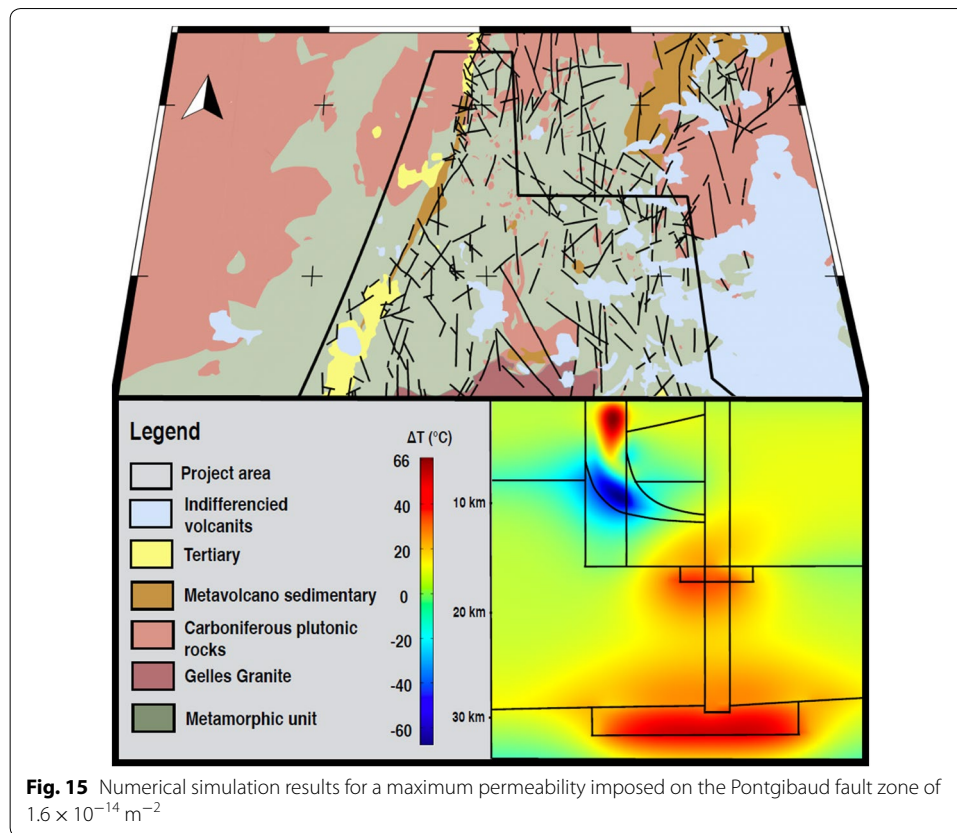 Legend
Project area
Indifferencied
volcanits
Tertiary
Metavolcano sedimentary
Carboniferous plutonic
rocks
Gelles Granite
Metamorphic unit
ΔT (°C)
66
40
20
0
-20
-40
-60
10 km
20 km
30 km
Fig. 15 Numerical simulation results for a maximum permeability imposed on the Pontgibaud fault zone of
1.6 × 10⁻¹⁴ m⁻²